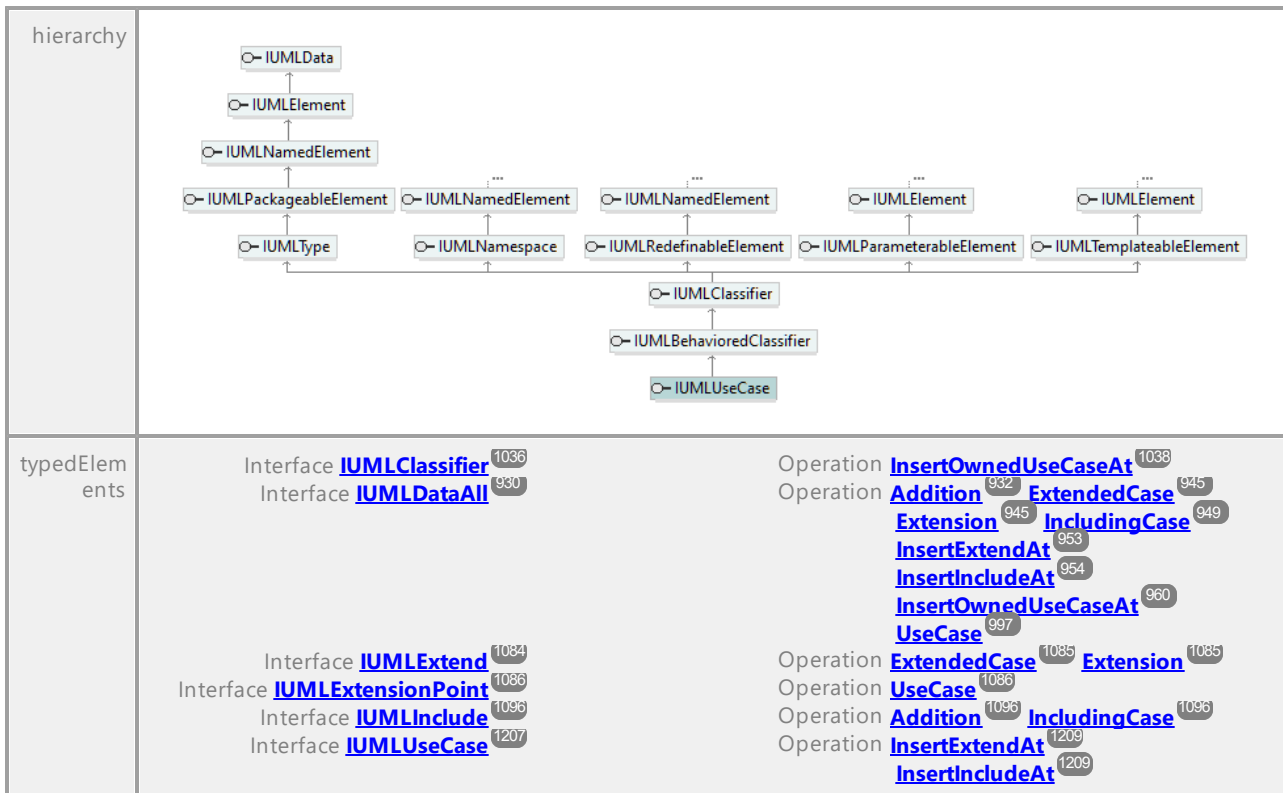 hierarchy
IUMLData
IUMLElement
IUMLNamedElement
... ... ... ...
IUMLPackageableElement IUMLNamedElement IUMLNamedElement IUMLElement IUMLElement
IUMLType IUMLNamespace IUMLRedefinableElement IUMLParameterableElement IUMLTemplateableElement
IUMLClassifier
IUMLBehavioredClassifier
IUMLUseCase
typedElem
ents
Interface IUMLClassifier 1036 Operation InsertOwnedUseCaseAt 1038
Interface IUMLDataAll 930 Operation Addition 932 ExtendedCase 945
Extension 945 IncludingCase 949
InsertExtendAt 953
InsertIncludeAt 954
InsertOwnedUseCaseAt 960
UseCase 997
Interface IUMLExtend 1084 Operation ExtendedCase 1085 Extension 1085
Interface IUMLExtensionPoint 1086 Operation UseCase 1086
Interface IUMLInclude 1096 Operation Addition 1096 IncludingCase 1096
Interface IUMLUseCase 1207 Operation InsertExtendAt 1209
InsertIncludeAt 1209